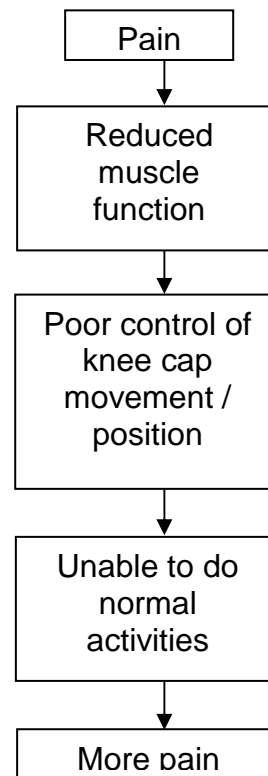 Pain
Reduced
muscle
function
Poor control of
knee cap
movement /
position
Unable to do
normal
activities
More pain